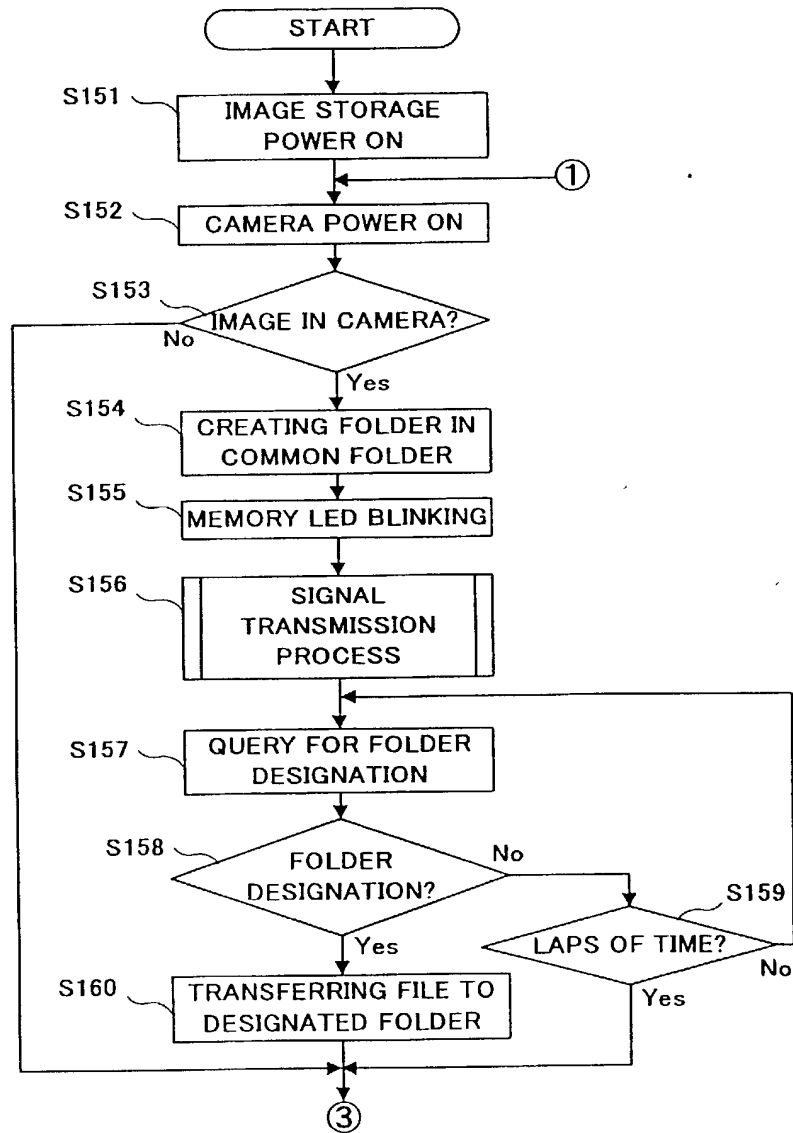 START
S151
IMAGE STORAGE
POWER ON
①
S152
CAMERA POWER ON
S153
IMAGE IN CAMERA?
No
Yes
S154
CREATING FOLDER IN
COMMON FOLDER
S155
MEMORY LED BLINKING
S156
SIGNAL
TRANSMISSION
PROCESS
S157
QUERY FOR FOLDER
DESIGNATION
S158
FOLDER
DESIGNATION?
No
Yes
S159
LAPS OF TIME?
No
Yes
S160
TRANSFERRING FILE TO
DESIGNATED FOLDER
③